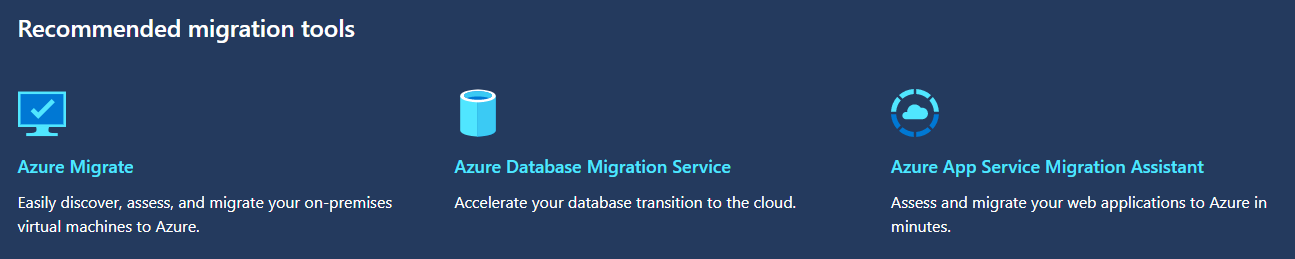 Recommended migration tools
Azure Migrate
Easily discover, assess, and migrate your on-premises
virtual machines to Azure.
Azure Database Migration Service
Accelerate your database transition to the cloud.
Azure App Service Migration Assistant
Assess and migrate your web applications to Azure in
minutes.